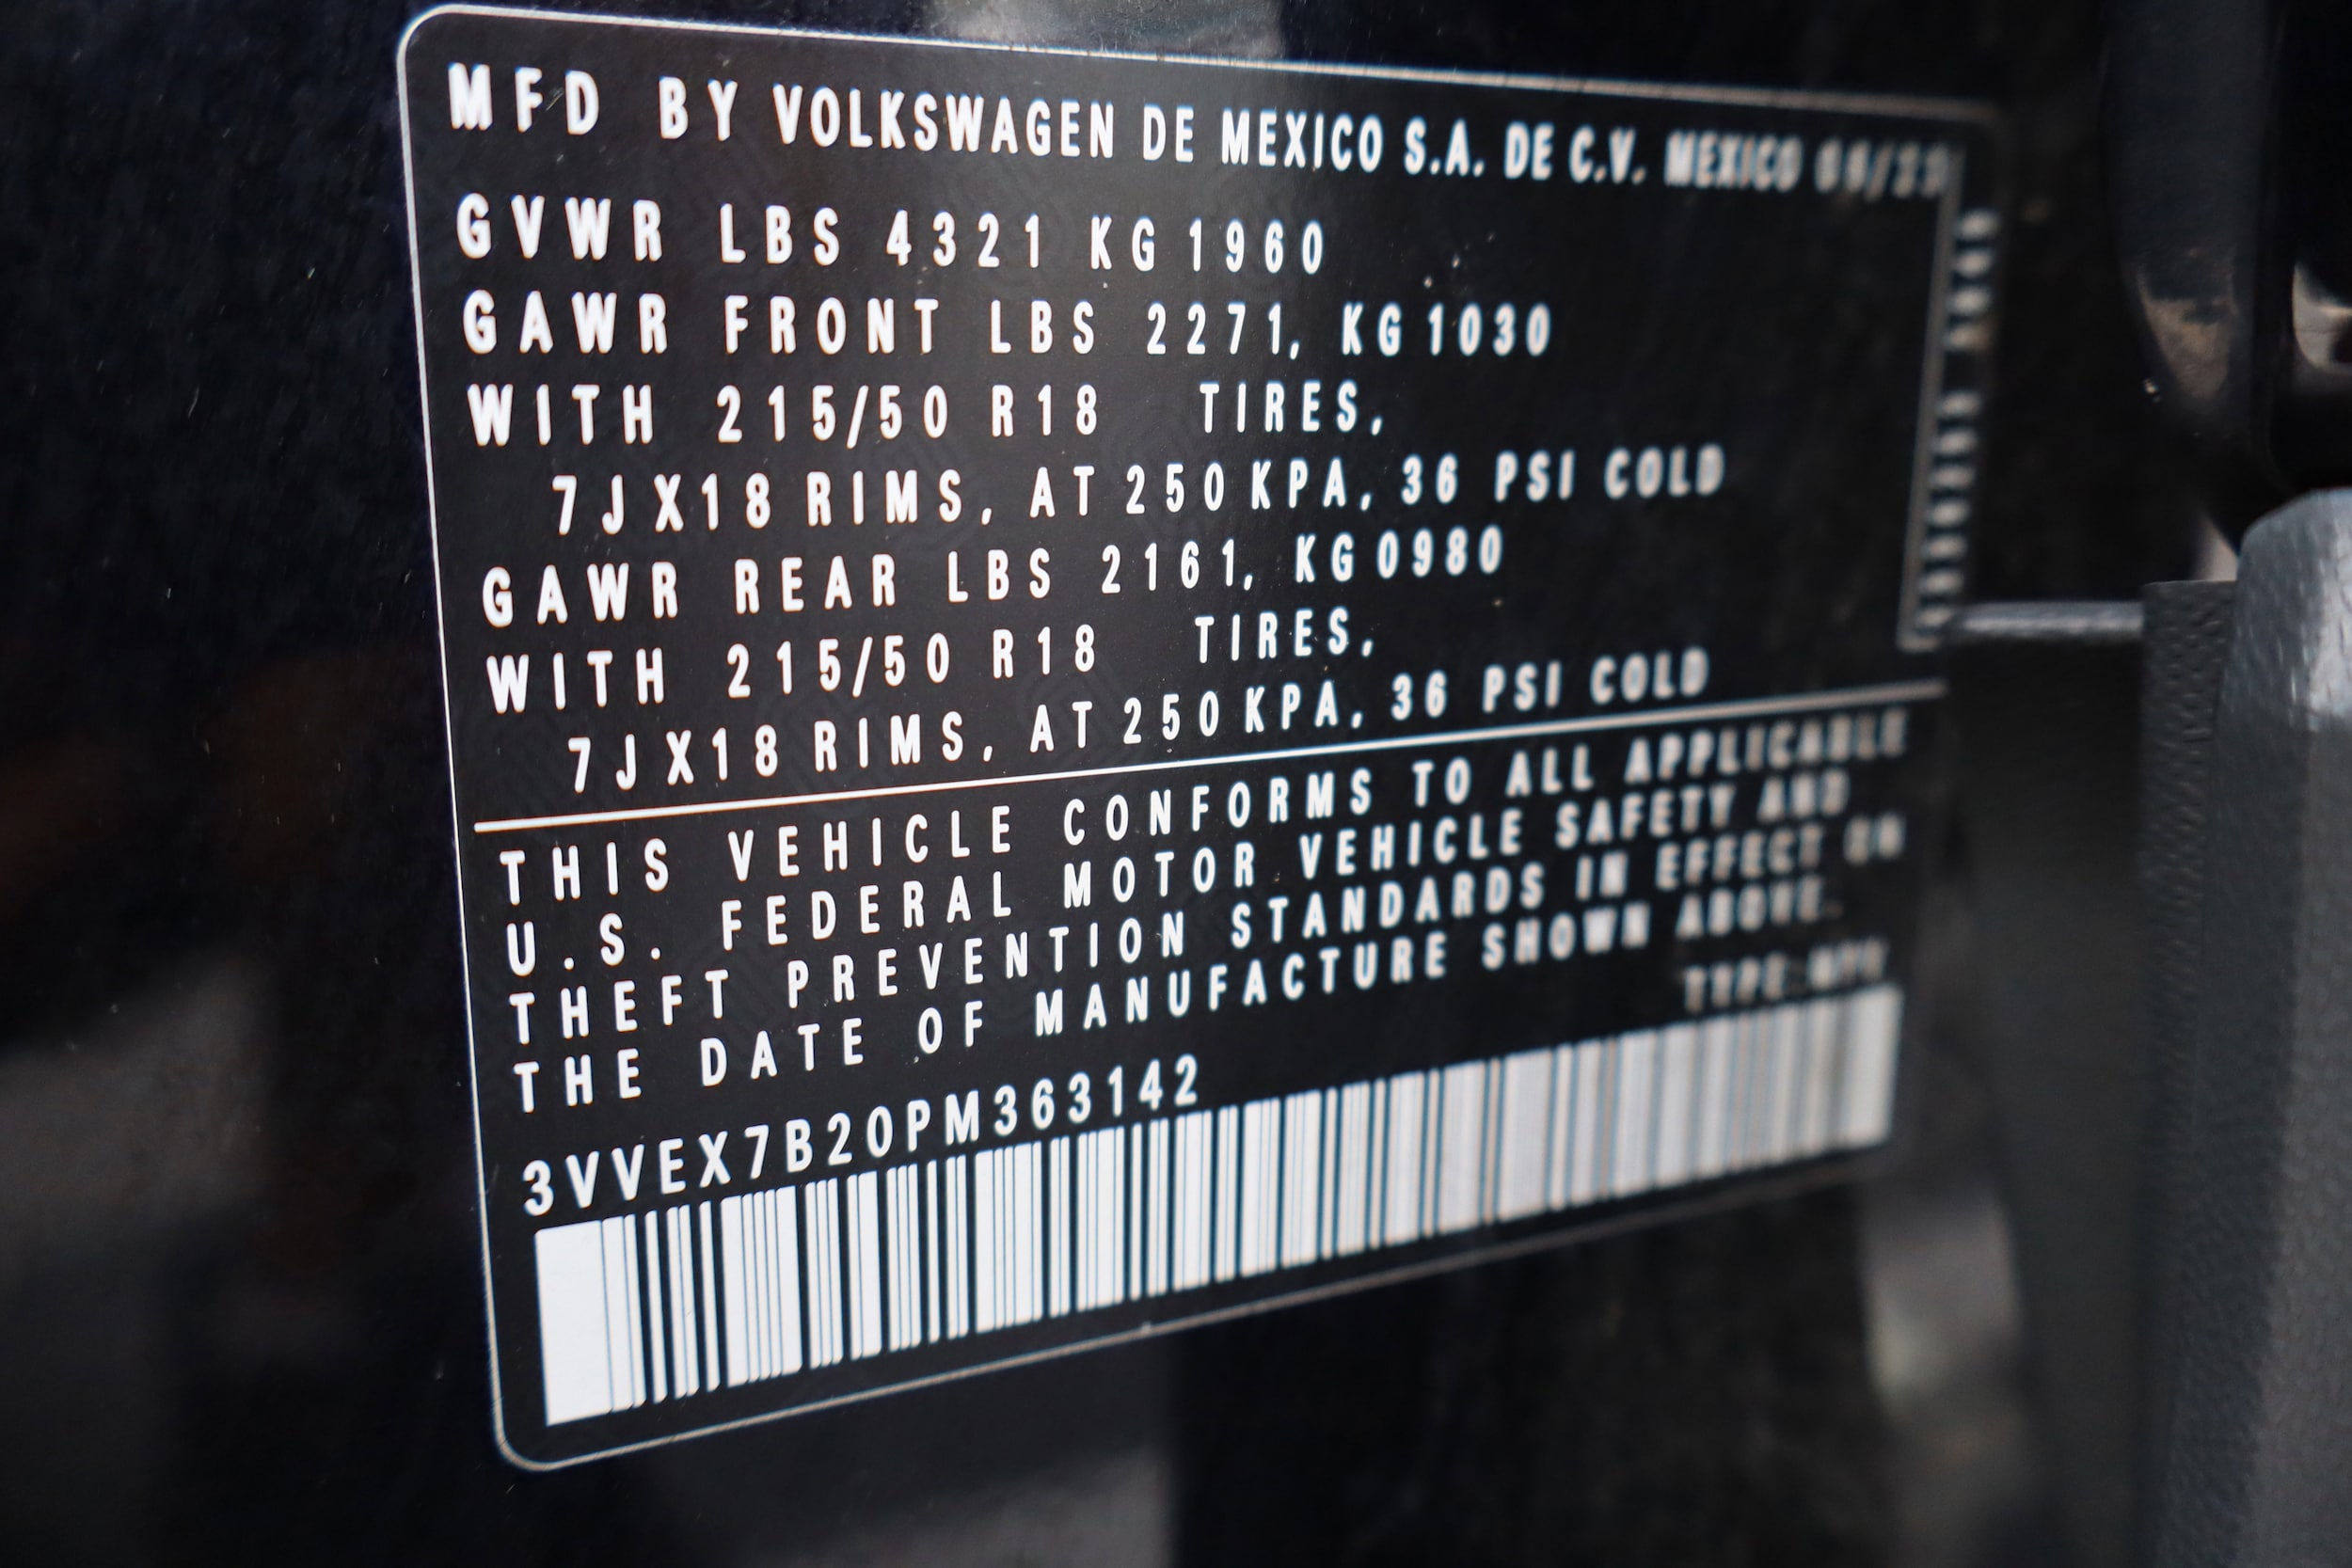 MFD BY VOLKSWAGEN DE MEXICO S.A. DE C.V. MEXICO
GVWR LBS 4321 KG 1960
GAWR FRONT LBS 2271, KG 1030
WITH 215/50 R18 TIRES,
7JX18 RIMS, AT 250 KPA, 36 PSI COLD
GAWR REAR LBS 2161, KG 0980
WITH 215/50 R18 TIRES,
7JX18 RIMS, AT 250 KPA, 36 PSI COLD
THIS VEHICLE CONFORMS TO ALL APPLICABLE
U.S. FEDERAL MOTOR VEHICLE SAFETY AND
THEFT PREVENTION STANDARDS IN EFFECT ON
THE DATE OF MANUFACTURE SHOWN ABOVE.
TYPE:
3VVEX7B20PM363142